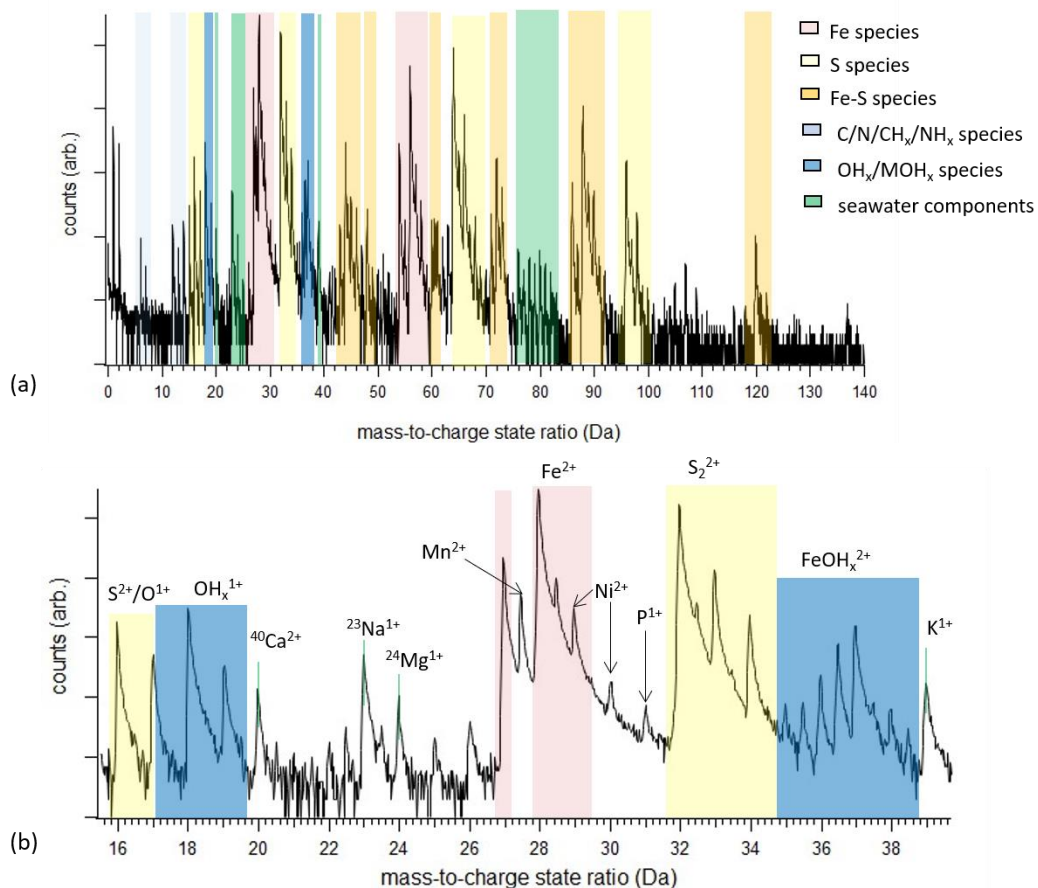 Fe species
S species
Fe-S species
C/N/CHx/NHx species
OHx/MOHx species
seawater components
counts (arb.)
0 10 20 30 40 50 60 70 80 90 100 110 120 130 140
mass-to-charge state ratio (Da)
(a)
Fe2+
S22+
Mn2+
FeOHx2+
S2+/O1+
OHx1+
Ni2+
P1+
K1+
40Ca2+
23Na1+
24Mg1+
counts (arb.)
16 18 20 22 24 26 28 30 32 34 36 38
mass-to-charge state ratio (Da)
(b)